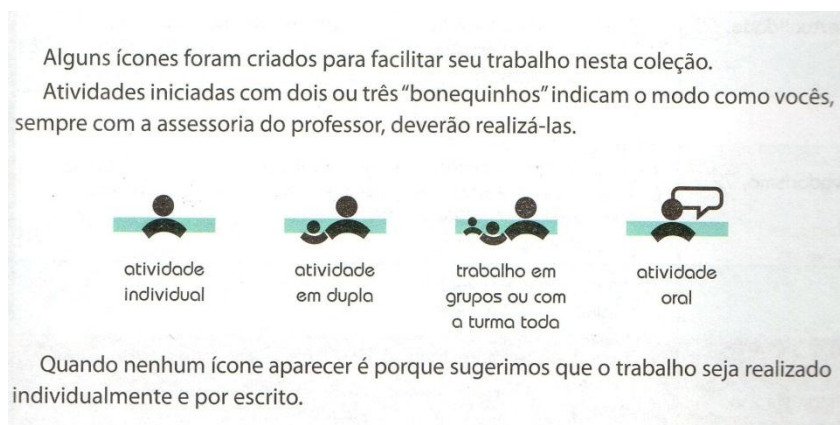 Alguns ícones foram criados para facilitar seu trabalho nesta coleção.
Atividades iniciadas com dois ou três “bonequinhos” indicam o modo como vocês,
sempre com a assessoria do professor, deverão realizá-las.
atividade
individual
atividade
em dupla
trabalho em
grupos ou com
a turma toda
atividade
oral
Quando nenhum ícone aparecer é porque sugerimos que o trabalho seja realizado
individualmente e por escrito.